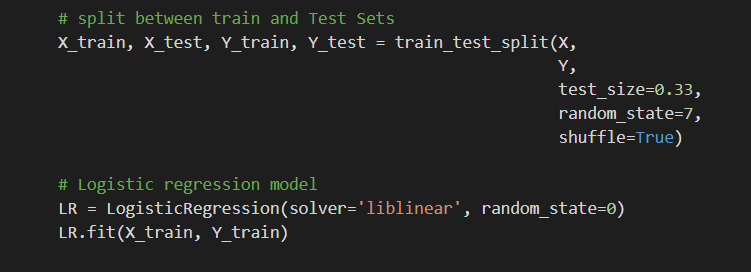 # split between train and Test Sets
X_train, X_test, Y_train, Y_test = train_test_split(X,
Y,
test_size=0.33,
random_state=7,
shuffle=True)
# Logistic regression model
LR = LogisticRegression(solver='liblinear', random_state=0)
LR.fit(X_train, Y_train)